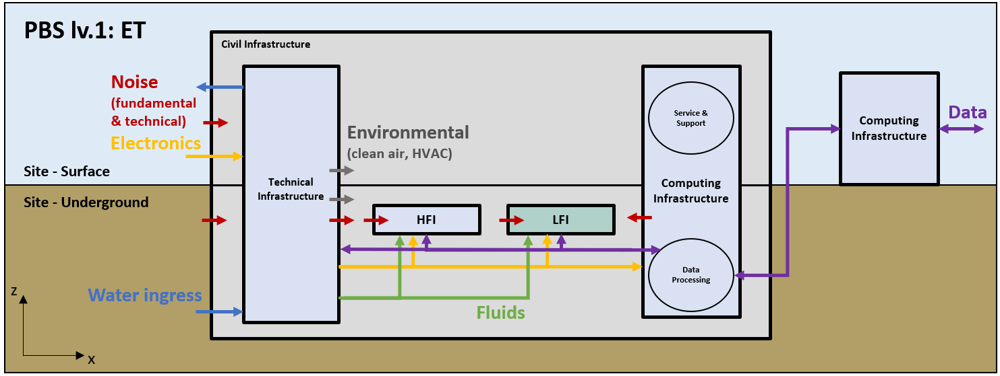 PBS lv.1: ET
Civil Infrastructure
Noise
(fundamental
& technical)
Electronics
Site - Surface
Site - Underground
Technical
Infrastructure
Environmental
(clean air, HVAC)
HFI
LFI
Service &
Support
Computing
Infrastructure
Data
Processing
Computing
Infrastructure
Data
Water ingress
Fluids
Z
X